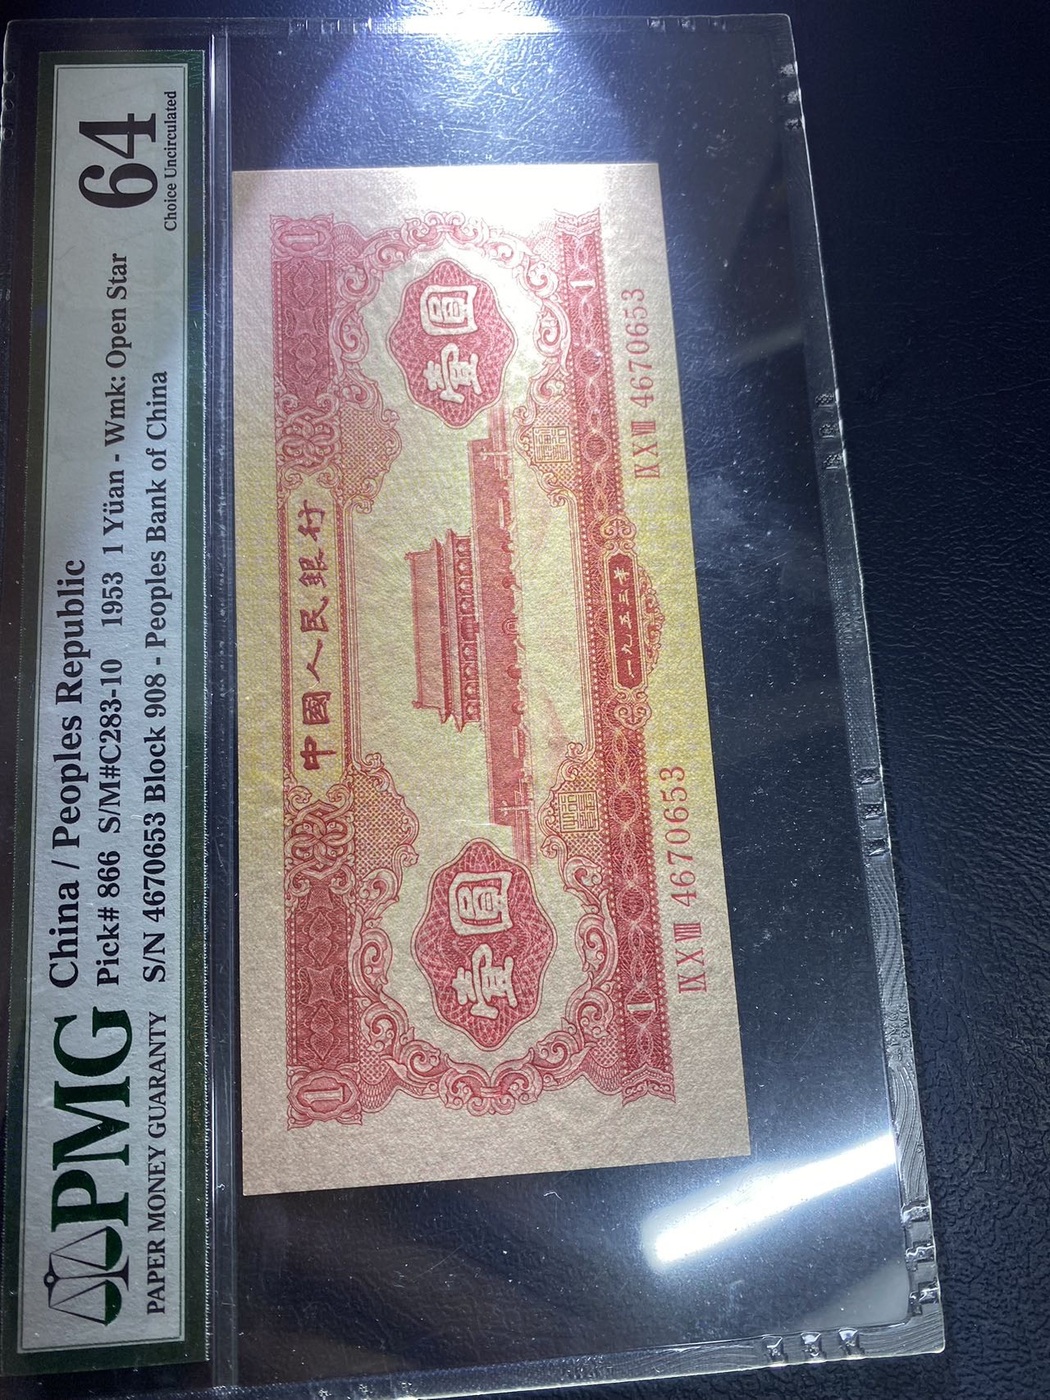 PMG
PAPER MONEY GUARANTY
China / Peoples Republic
Pick# 866 S/M#C283-10 1953 1 Yüan - Wmk: Open Star
S/N 4670653 Block 908 - Peoples Bank of China
64
Choice Uncirculated
1 1
中國人民銀行
壹圓 壹圓
1 1
一九五三年
ⅨⅩⅧ 4670653 ⅨⅩⅧ 4670653